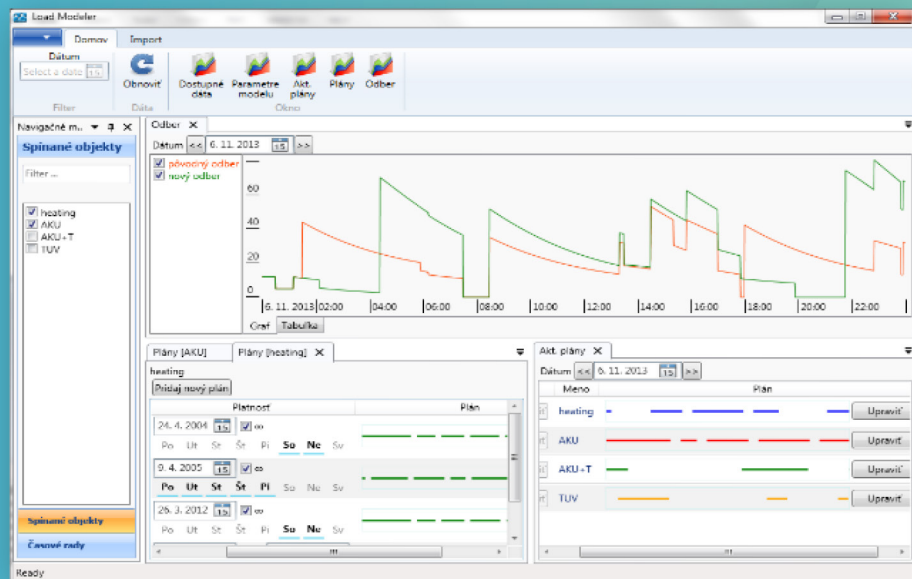 Load Modeler
Domov Import
Dátum
Select a date 15
Obnoviť
Dostupné dáta
Parametre modelu
Akt. plány
Plány
Odber
Filter
Dáta
Okno
Navigačné m..
Spínané objekty
Filter ...
heating
AKU
AKU+T
TUV
Spínané objekty
Časové rady
Odber
Dátum << 6. 11. 2013 15 >>
pôvodný odber
nový odber
60
40
20
0
6. 11. 2013 02:00 04:00 06:00 08:00 10:00 12:00 14:00 16:00 18:00 20:00 22:00
Graf Tabuľka
Plány [AKU] Plány [heating]
heating
Pridaj nový plán
Platnosť Plán
24. 4. 2004 15 ∞
Po Ut St Št Pi So Ne Sv
9. 4. 2005 15 ∞
Po Ut St Št Pi So Ne Sv
26. 3. 2012 15 ∞
Po Ut St Št Pi So Ne Sv
Akt. plány
Dátum << 6. 11. 2013 15 >>
Meno Plán
heating Upraviť
AKU Upraviť
AKU+T Upraviť
TUV Upraviť
Ready